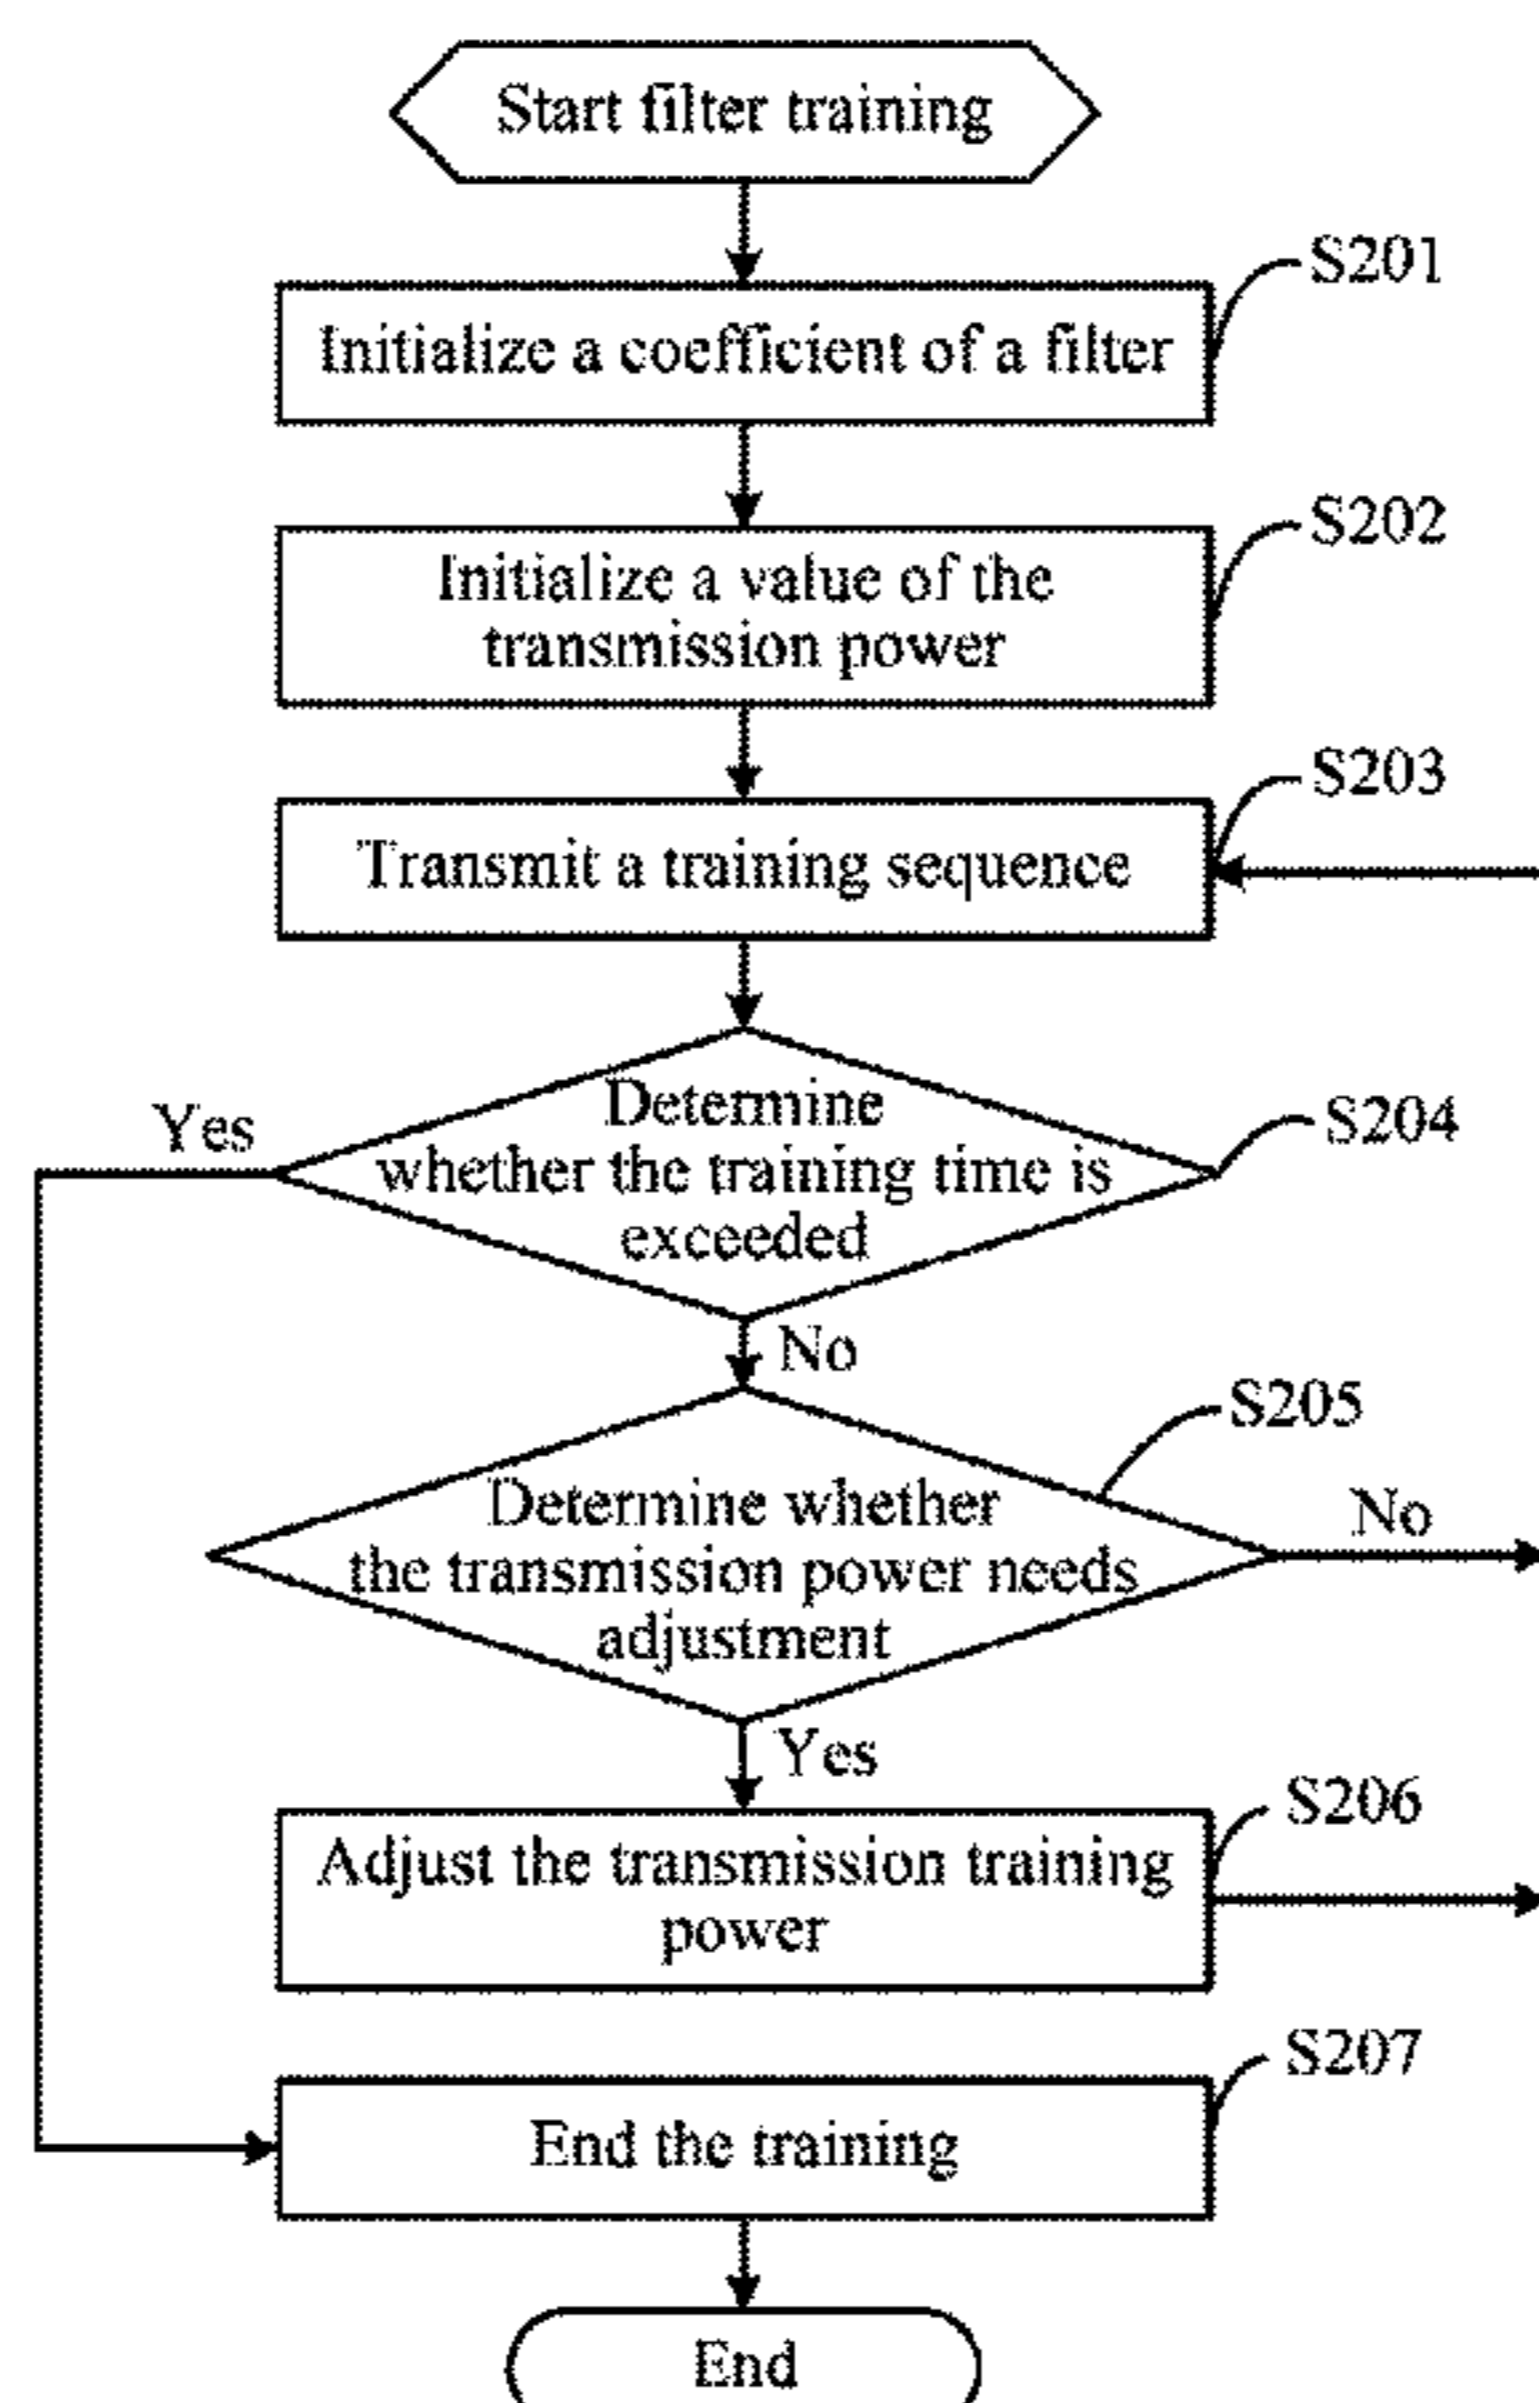 Start filter training
S201
Initialize a coefficient of a filter
S202
Initialize a value of the
transmission power
S203
Transmit a training sequence
Yes
Determine
whether the training time is
exceeded
S204
No
S205
Determine whether
the transmission power needs
adjustment
No
Yes
S206
Adjust the transmission training
power
S207
End the training
End